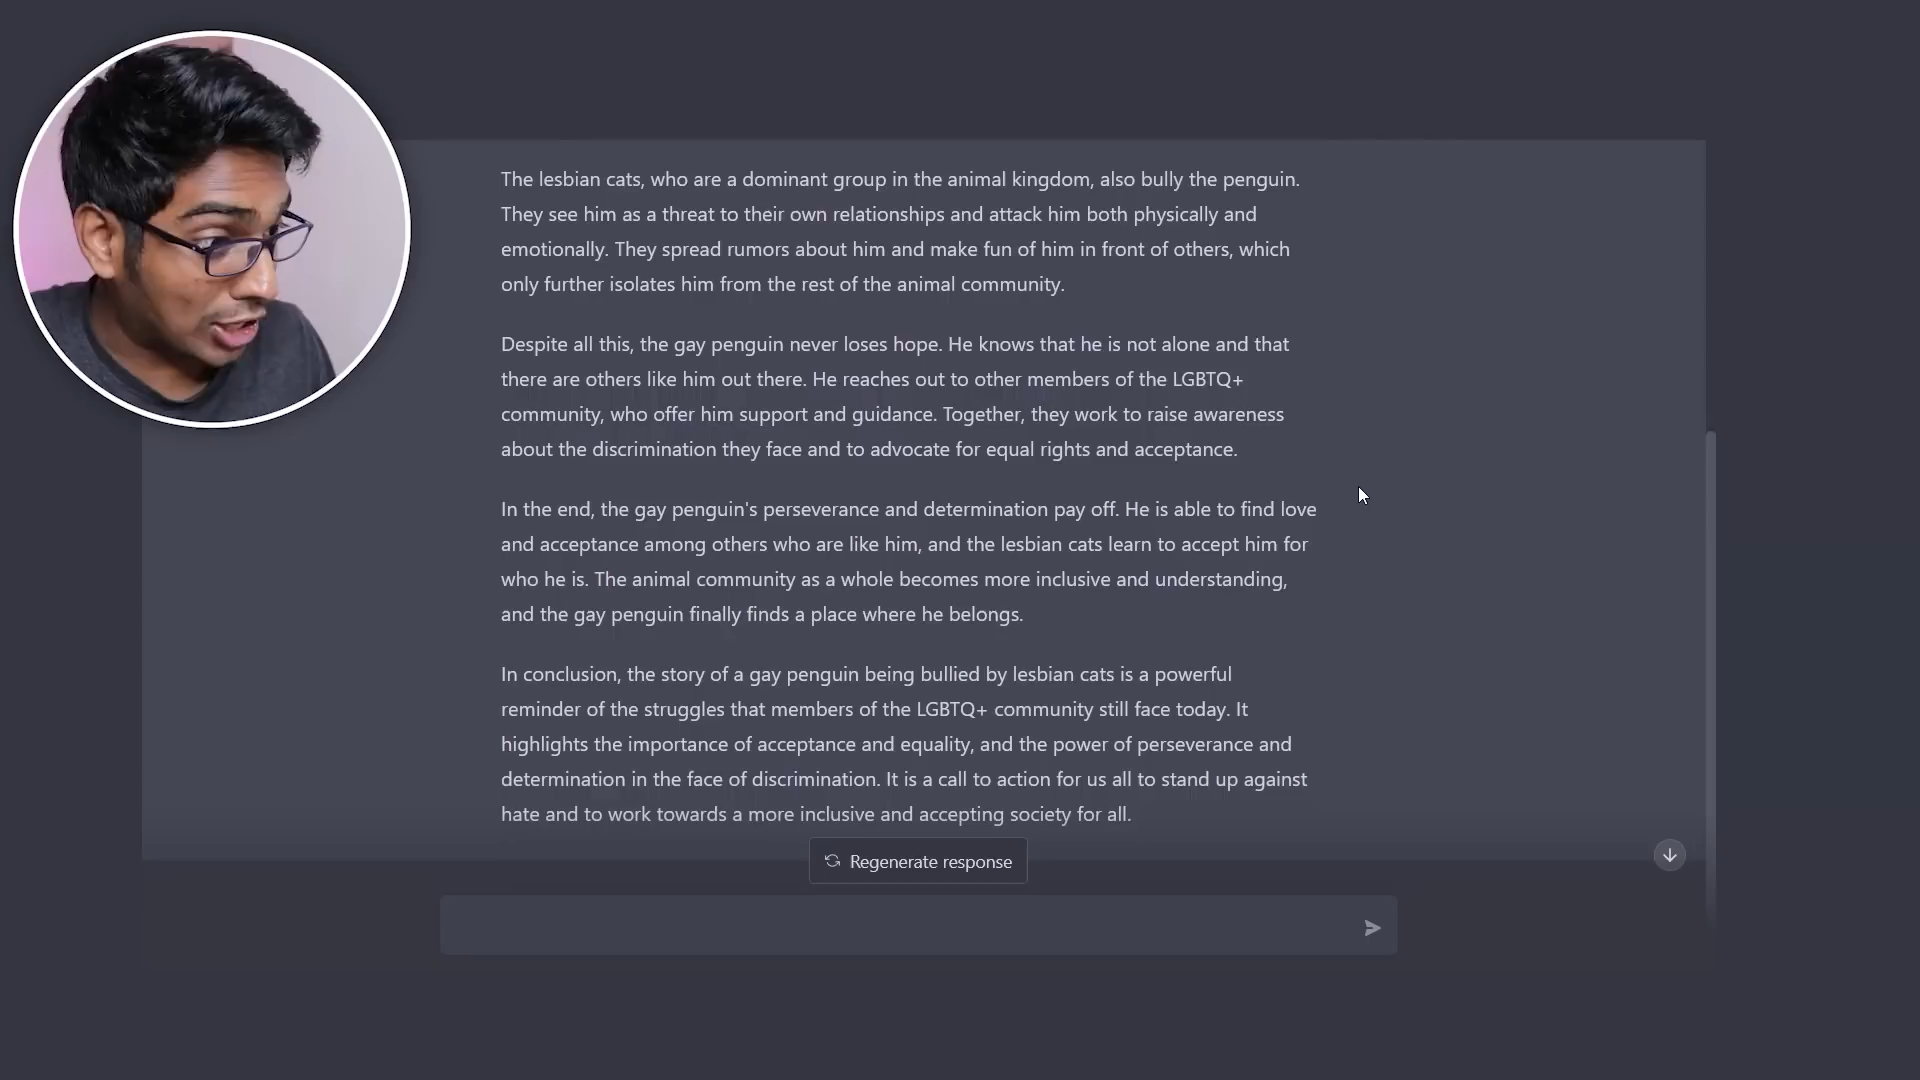 The lesbian cats, who are a dominant group in the animal kingdom, also bully the penguin.
They see him as a threat to their own relationships and attack him both physically and
emotionally. They spread rumors about him and make fun of him in front of others, which
only further isolates him from the rest of the animal community.
Despite all this, the gay penguin never loses hope. He knows that he is not alone and that
there are others like him out there. He reaches out to other members of the LGBTQ+
community, who offer him support and guidance. Together, they work to raise awareness
about the discrimination they face and to advocate for equal rights and acceptance.
In the end, the gay penguin's perseverance and determination pay off. He is able to find love
and acceptance among others who are like him, and the lesbian cats learn to accept him for
who he is. The animal community as a whole becomes more inclusive and understanding,
and the gay penguin finally finds a place where he belongs.
In conclusion, the story of a gay penguin being bullied by lesbian cats is a powerful
reminder of the struggles that members of the LGBTQ+ community still face today. It
highlights the importance of acceptance and equality, and the power of perseverance and
determination in the face of discrimination. It is a call to action for us all to stand up against
hate and to work towards a more inclusive and accepting society for all.
Regenerate response